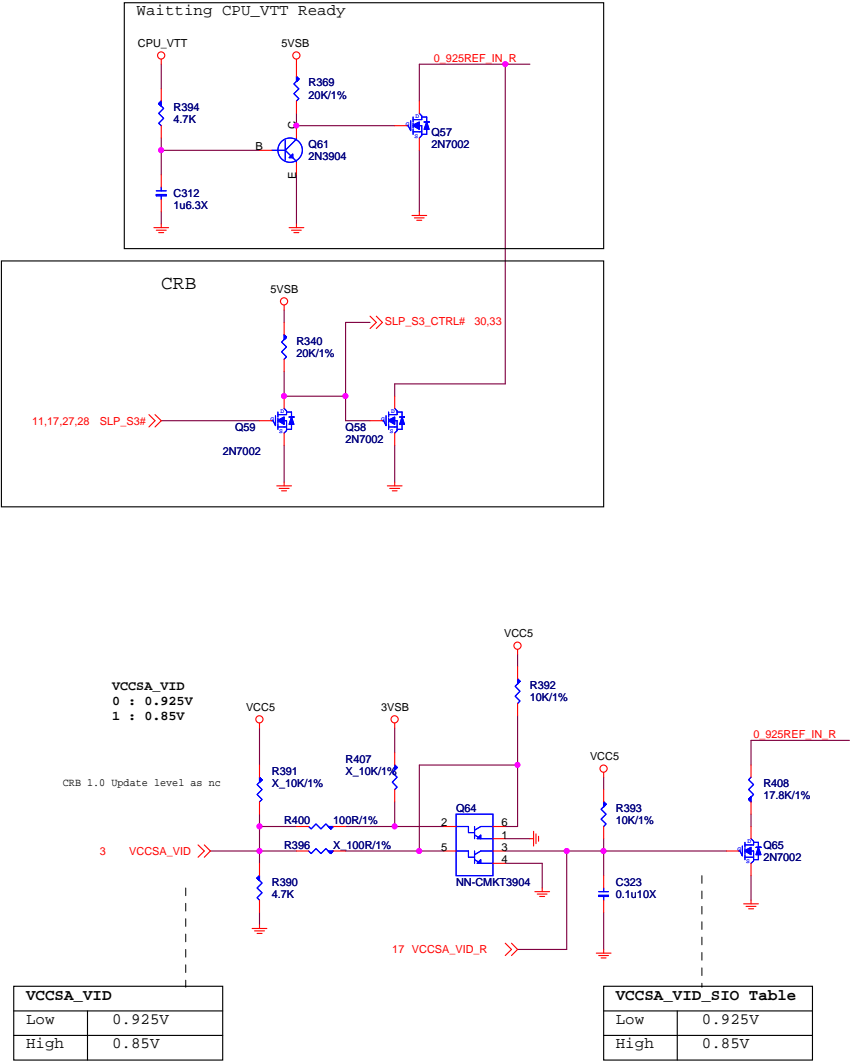 Waitting CPU_VTT Ready
CPU_VTT
5VSB
0_925REF_IN_R
R369
20K/1%
R394
4.7K
C
Q57
2N7002
B
Q61
2N3904
E
C312
1u6.3X
CRB
5VSB
SLP_S3_CTRL# 30,33
R340
20K/1%
11,17,27,28 SLP_S3#
Q59
2N7002
Q58
2N7002
VCC5
R392
10K/1%
VCCSA_VID
0 : 0.925V
1 : 0.85V
VCC5
3VSB
0_925REF_IN_R
CRB 1.0 Update level as nc
R391
X_10K/1%
R407
X_10K/1%
VCC5
R408
17.8K/1%
R393
10K/1%
Q64
R400 100R/1%
2
6
1
3 VCCSA_VID
R396 X_100R/1%
5
3
4
Q65
2N7002
NN-CMKT3904
R390
4.7K
C323
0.1u10X
17 VCCSA_VID_R
VCCSA_VID
Low 0.925V
High 0.85V
VCCSA_VID_SIO Table
Low 0.925V
High 0.85V